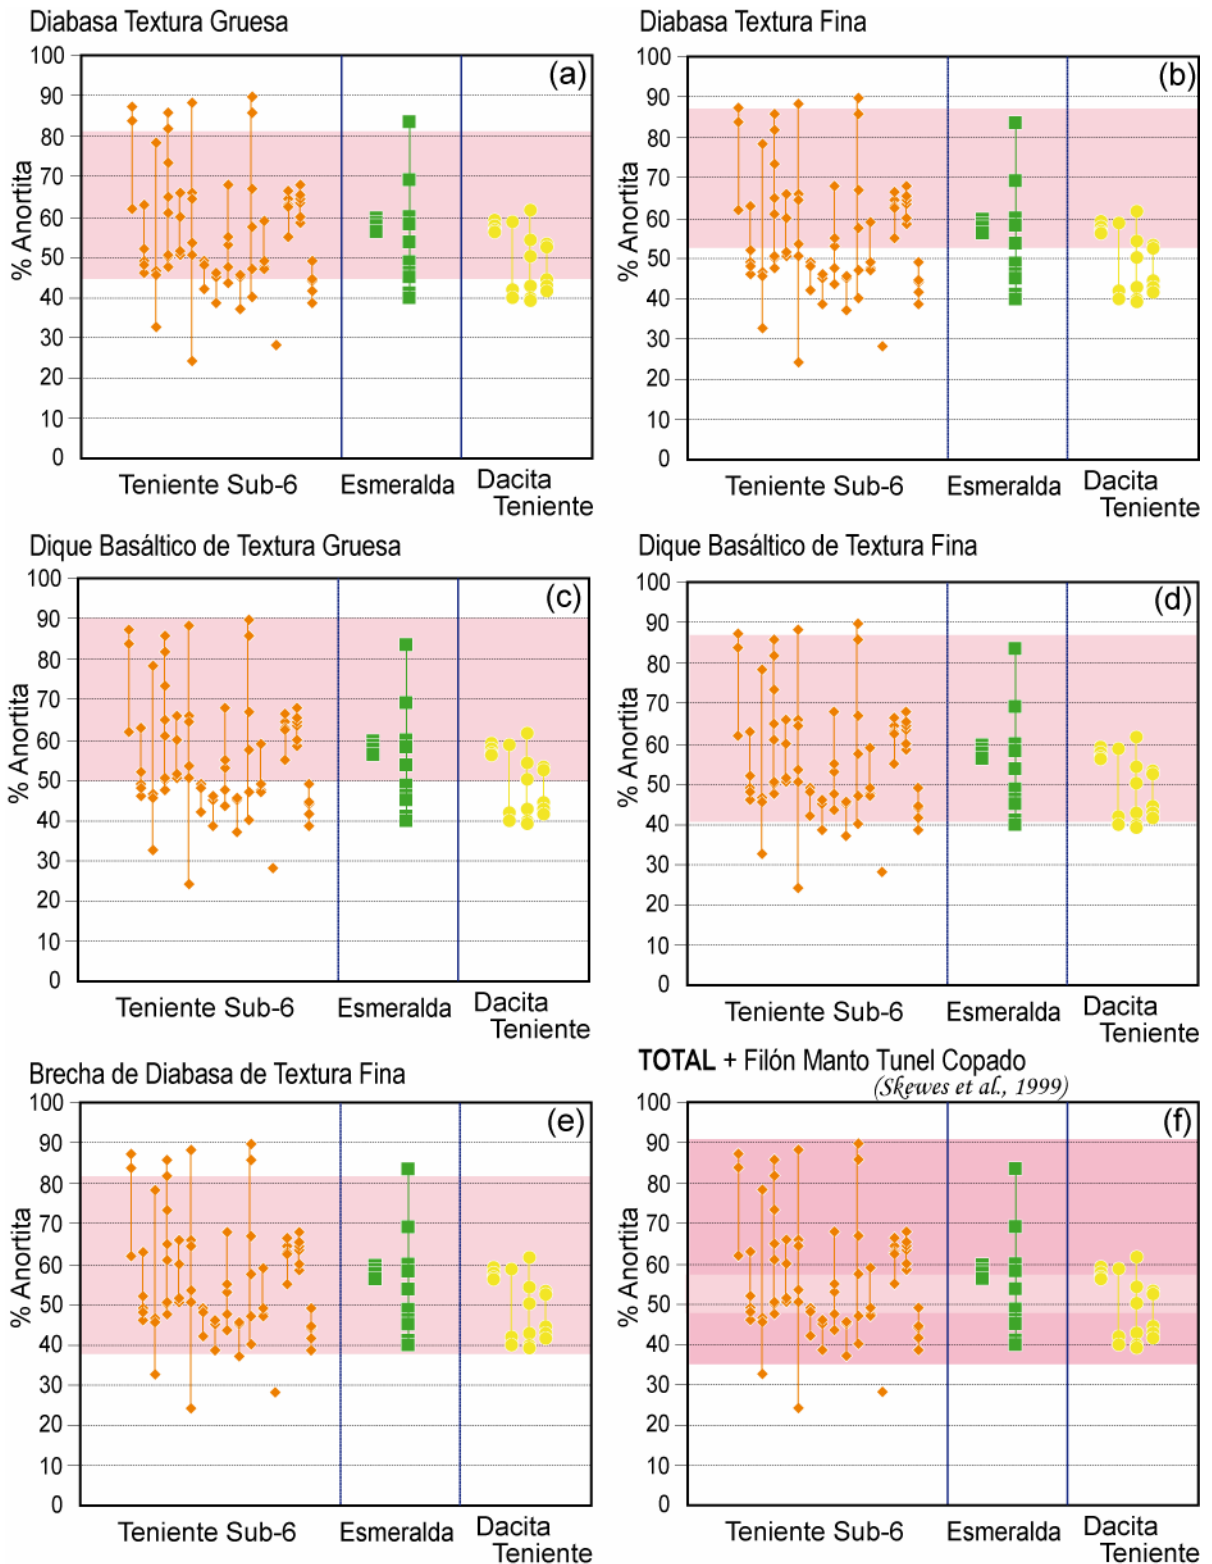 Diabasa Textura Gruesa
(a)
% Anortita
100
90
80
70
60
50
40
30
20
10
0
Teniente Sub-6
Esmeralda
Dacita
Teniente
Diabasa Textura Fina
(b)
% Anortita
100
90
80
70
60
50
40
30
20
10
0
Teniente Sub-6
Esmeralda
Dacita
Teniente
Dique Basáltico de Textura Gruesa
(c)
% Anortita
100
90
80
70
60
50
40
30
20
10
0
Teniente Sub-6
Esmeralda
Dacita
Teniente
Dique Basáltico de Textura Fina
(d)
% Anortita
100
90
80
70
60
50
40
30
20
10
0
Teniente Sub-6
Esmeralda
Dacita
Teniente
Brecha de Diabasa de Textura Fina
(e)
% Anortita
100
90
80
70
60
50
40
30
20
10
0
Teniente Sub-6
Esmeralda
Dacita
Teniente
TOTAL + Filón Manto Tunel Copado
(Skewes et al., 1999)
(f)
% Anortita
100
90
80
70
60
50
40
30
20
10
0
Teniente Sub-6
Esmeralda
Dacita
Teniente